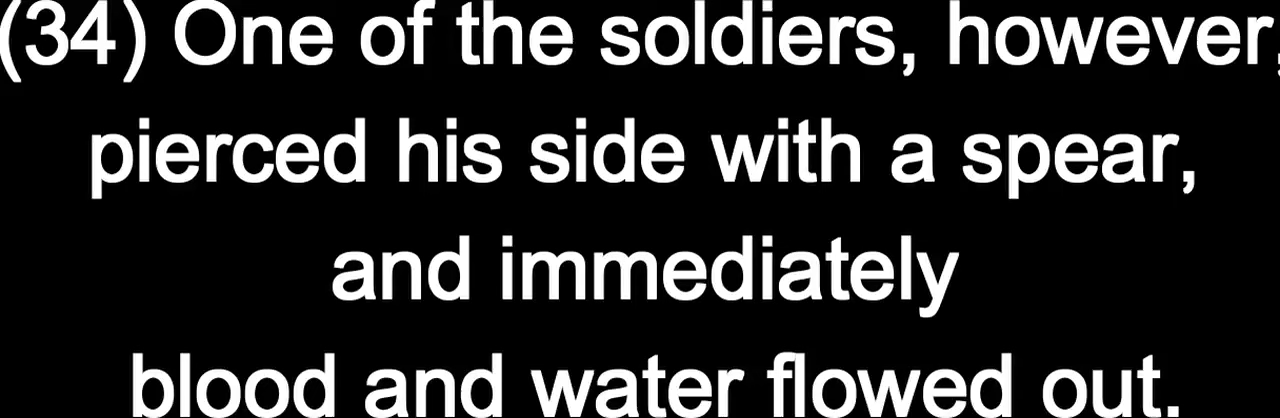 (34) One of the soldiers, however,
pierced his side with a spear,
and immediately
blood and water flowed out.